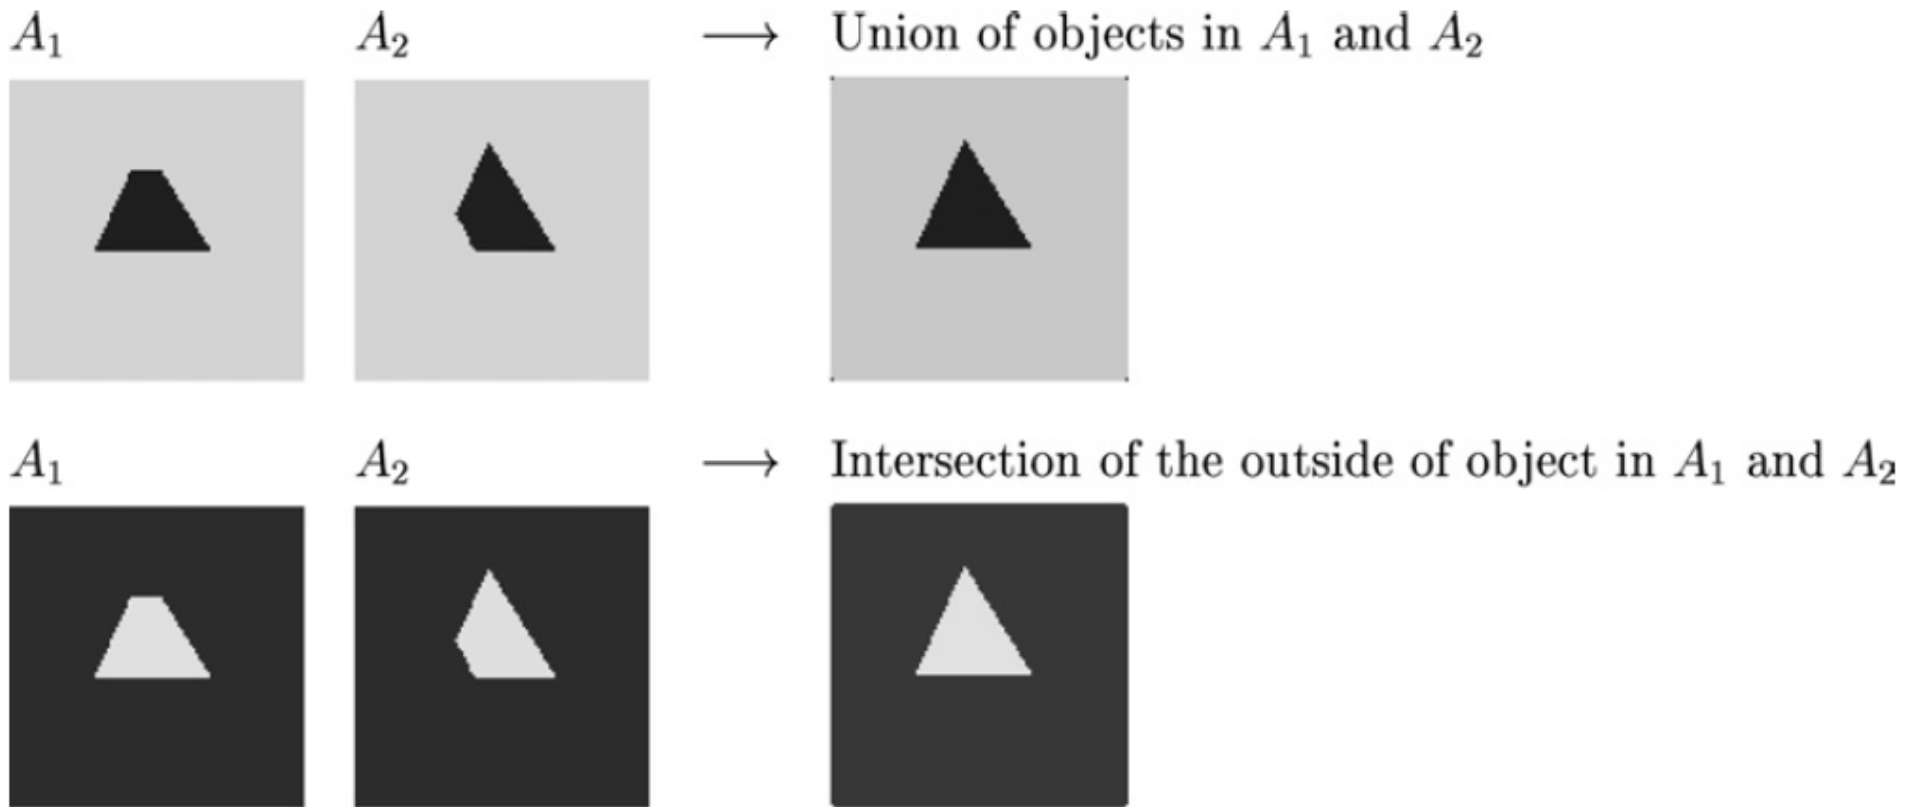 A₁ A₂ ⟶ Union of objects in A₁ and A₂
A₁ A₂ ⟶ Intersection of the outside of object in A₁ and A₂